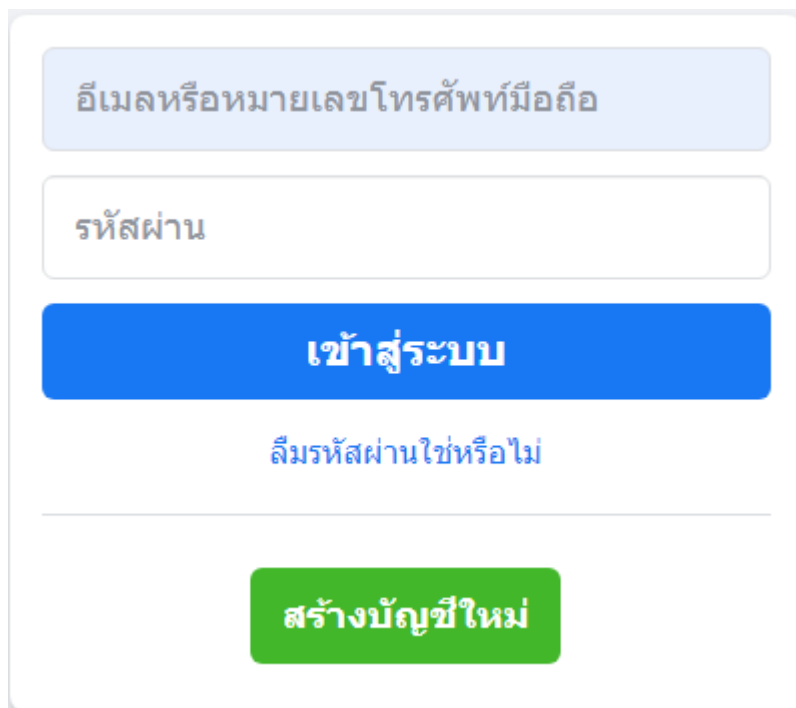 อีเมลหรือหมายเลขโทรศัพท์มือถือ
รหัสผ่าน
เข้าสู่ระบบ
ลืมรหัสผ่านใช่หรือไม่
สร้างบัญชีใหม่